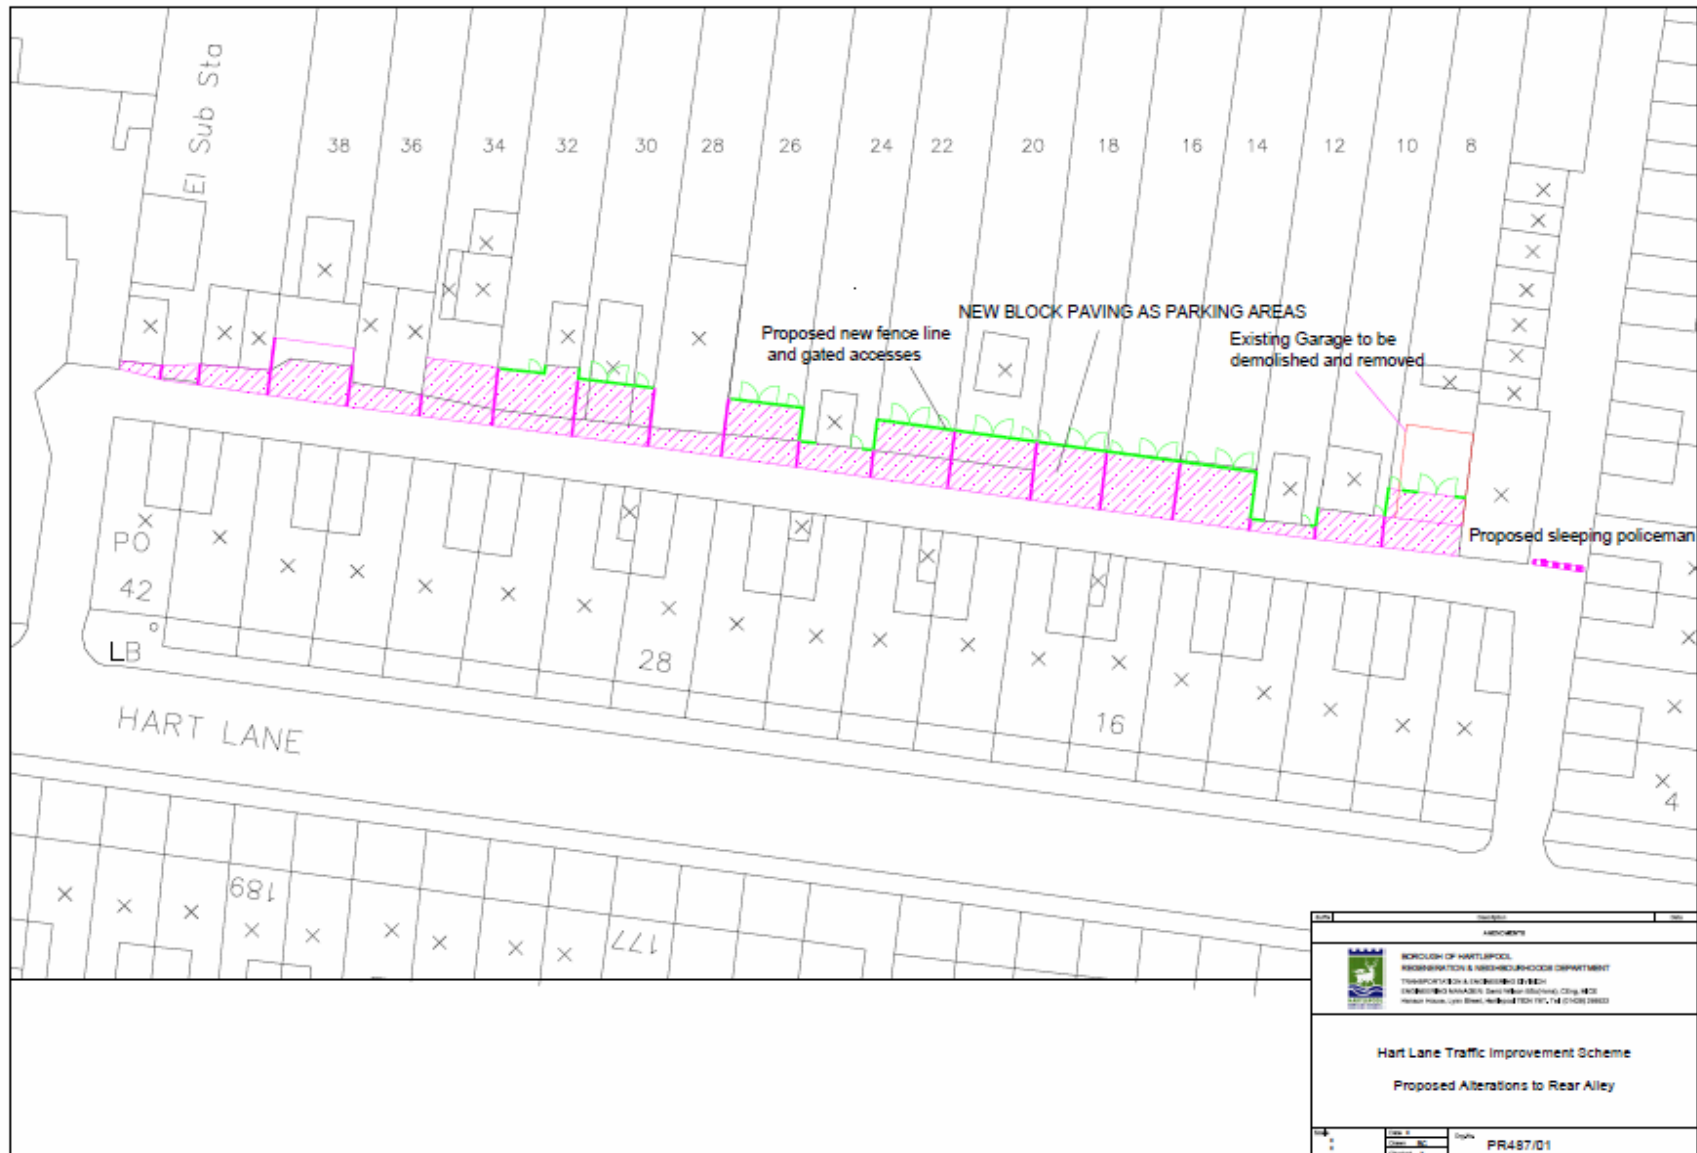 El Sub Sta
38
36
34
32
30
28
26
24
22
20
18
16
14
12
10
8
NEW BLOCK PAVING AS PARKING AREAS
Proposed new fence line
and gated accesses
Existing Garage to be
demolished and removed
Proposed sleeping policeman
PO
42
LB
28
16
4
HART LANE
189
177
Description
AMENDMENTS
BOROUGH OF HARTLEPOOL
REGENERATION & NEIGHBOURHOODS DEPARTMENT
TRANSPORTATION & ENGINEERING DIVISION
Hart Lane Traffic Improvement Scheme
Proposed Alterations to Rear Alley
PR487/01